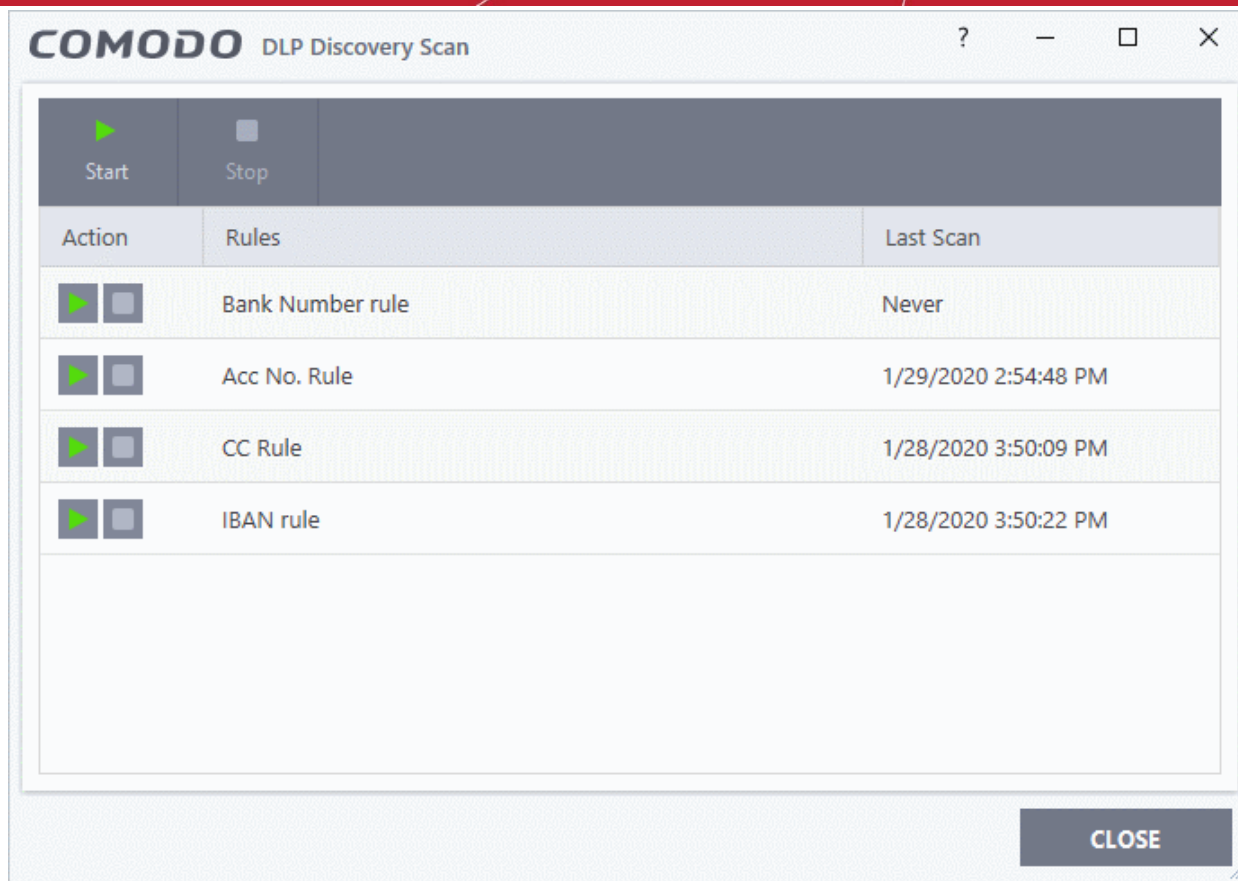 COMODO DLP Discovery Scan ?
Start Stop
Action Rules Last Scan
Bank Number rule Never
Acc No. Rule 1/29/2020 2:54:48 PM
CC Rule 1/28/2020 3:50:09 PM
IBAN rule 1/28/2020 3:50:22 PM
CLOSE